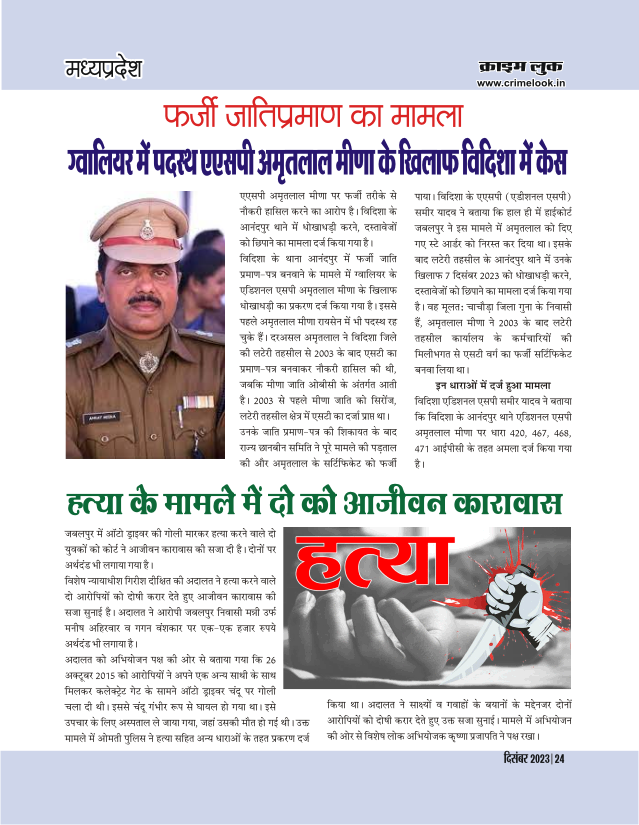 मध्यप्रदेश
क्राइम लुक
www.crimelook.in
फर्जी जातिप्रमाण का मामला
ग्वालियर में पदस्थ एएसपी अमृतलाल मीणा के खिलाफ विदिशा में केस
एएसपी अमृतलाल मीणा पर फर्जी तरीके से
नौकरी हासिल करने का आरोप है। विदिशा के
आनंदपुर थाने में धोखाधड़ी करने, दस्तावेजों
को छिपाने का मामला दर्ज किया गया है।
विदिशा के थाना आनंदपुर में फर्जी जाति
प्रमाण-पत्र बनवाने के मामले में ग्वालियर के
एडिशनल एसपी अमृतलाल मीणा के खिलाफ
धोखाधड़ी का प्रकरण दर्ज किया गया है। इससे
पहले अमृतलाल मीणा रायसेन में भी पदस्थ रह
चुके हैं। दरअसल अमृतलाल ने विदिशा जिले
की लटेरी तहसील से 2003 के बाद एसटी का
प्रमाण-पत्र बनवाकर नौकरी हासिल की थी,
जबकि मीणा जाति ओबीसी के अंतर्गत आती
है। 2003 से पहले मीणा जाति को सिरोंज,
लटेरी तहसील क्षेत्र में एसटी का दर्जा प्राप्त था।
उनके जाति प्रमाण-पत्र की शिकायत के बाद
राज्य छानबीन समिति ने पूरे मामले की पड़ताल
की और अमृतलाल के सर्टिफिकेट को फर्जी
पाया। विदिशा के एएसपी (एडीशनल एसपी)
समीर यादव ने बताया कि हाल ही में हाईकोर्ट
जबलपुर ने इस मामले में अमृतलाल को दिए
गए स्टे आर्डर को निरस्त कर दिया था। इसके
बाद लटेरी तहसील के आनंदपुर थाने में उनके
खिलाफ 7 दिसंबर 2023 को धोखाधड़ी करने,
दस्तावेजों को छिपाने का मामला दर्ज किया गया
है। वह मूलत: चाचौड़ा जिला गुना के निवासी
हैं, अमृतलाल मीणा ने 2003 के बाद लटेरी
तहसील कार्यालय के कर्मचारियों की
मिलीभगत से एसटी वर्ग का फर्जी सर्टिफिकेट
बनवा लिया था।
इन धाराओं में दर्ज हुआ मामला
विदिशा एडिशनल एसपी समीर यादव ने बताया
कि विदिशा के आनंदपुर थाने एडिशनल एसपी
अमृतलाल मीणा पर धारा 420, 467, 468,
471 आईपीसी के तहत अमला दर्ज किया गया
है।
हत्या के मामले में दो को आजीवन कारावास
जबलपुर में ऑटो ड्राइवर की गोली मारकर हत्या करने वाले दो
युवकों को कोर्ट ने आजीवन कारावास की सजा दी है। दोनों पर
अर्थदंड भी लगाया गया है।
विशेष न्यायाधीश गिरीश दीक्षित की अदालत ने हत्या करने वाले
दो आरोपियों को दोषी करार देते हुए आजीवन कारावास की
सजा सुनाई है। अदालत ने आरोपी जबलपुर निवासी मन्नी उर्फ
मनीष अहिरवार व गगन वंशकार पर एक-एक हजार रूपये
अर्थदंड भी लगाया है।
अदालत को अभियोजन पक्ष की ओर से बताया गया कि 26
अक्टूबर 2015 को आरोपियों ने अपने एक अन्य साथी के साथ
मिलकर कलेक्ट्रेट गेट के सामने आटो ड्राइवर चंदू पर गोली
चला दी थी। इससे चंदू गंभीर रूप से घायल हो गया था। इसे
उपचार के लिए अस्पताल ले जाया गया, जहां उसकी मौत हो गई थी। उक्त
मामले में ओमती पुलिस ने हत्या सहित अन्य धाराओं के तहत प्रकरण दर्ज
हत्या
किया था। अदालत ने साक्ष्यों व गवाहों के बयानों के मद्देनजर दोनों
आरोपियों को दोषी करार देते हुए उक्त सजा सुनाई। मामले में अभियोजन
की ओर से विशेष लोक अभियोजक कृष्णा प्रजापति ने पक्ष रखा।
दिसंबर 2023|24